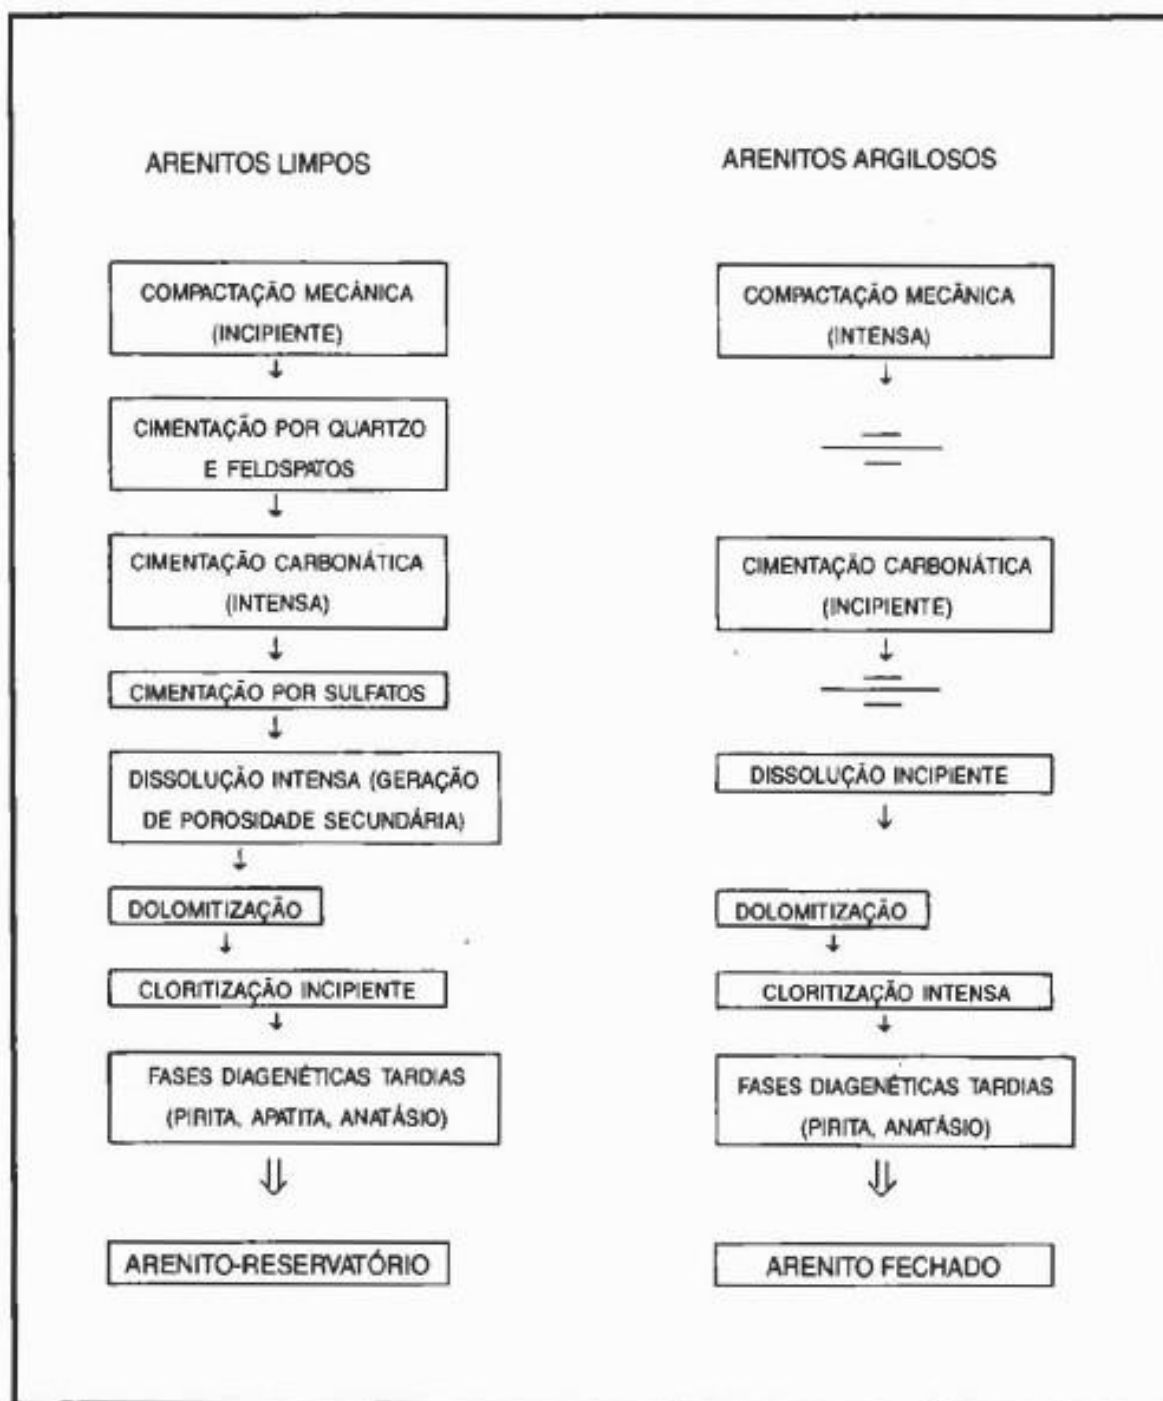 ARENITOS LIMPOS
COMPACTAÇÃO MECÂNICA
(INCIPIENTE)
CIMENTAÇÃO POR QUARTZO
E FELDSPATOS
CIMENTAÇÃO CARBONÁTICA
(INTENSA)
CIMENTAÇÃO POR SULFATOS
DISSOLUÇÃO INTENSA (GERAÇÃO
DE POROSIDADE SECUNDÁRIA)
DOLOMITIZAÇÃO
CLORITIZAÇÃO INCIPIENTE
FASES DIAGENÉTICAS TARDIAS
(PIRITA, APATITA, ANATÁSIO)
ARENITO-RESERVATÓRIO
ARENITOS ARGILOSOS
COMPACTAÇÃO MECÂNICA
(INTENSA)
CIMENTAÇÃO CARBONÁTICA
(INCIPIENTE)
DISSOLUÇÃO INCIPIENTE
DOLOMITIZAÇÃO
CLORITIZAÇÃO INTENSA
FASES DIAGENÉTICAS TARDIAS
(PIRITA, ANATÁSIO)
ARENITO FECHADO